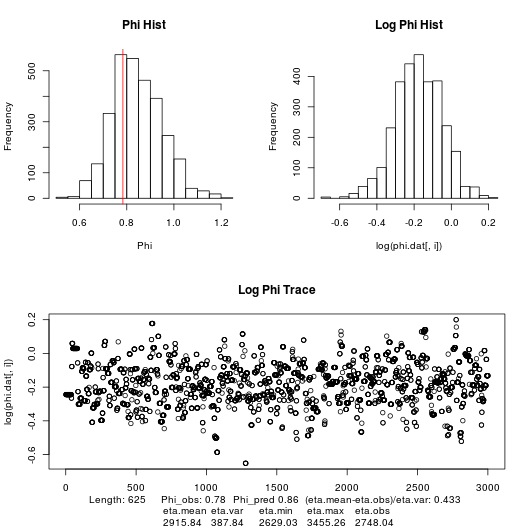 Phi Hist
Log Phi Hist
Frequency
0 100 300 500
0.6 0.8 1.0 1.2
Phi
Frequency
0 100 200 300 400
-0.6 -0.4 -0.2 0.0 0.2
log(phi.dat[, i])
Log Phi Trace
log(phi.dat[, i])
-0.6 -0.4 -0.2 0.0 0.2
0 500 1000 1500 2000 2500 3000
Length: 625 Phi_obs: 0.78 Phi_pred 0.86 (eta.mean-eta.obs)/eta.var: 0.433
eta.mean eta.var eta.min eta.max eta.obs
2915.84 387.84 2629.03 3455.26 2748.04